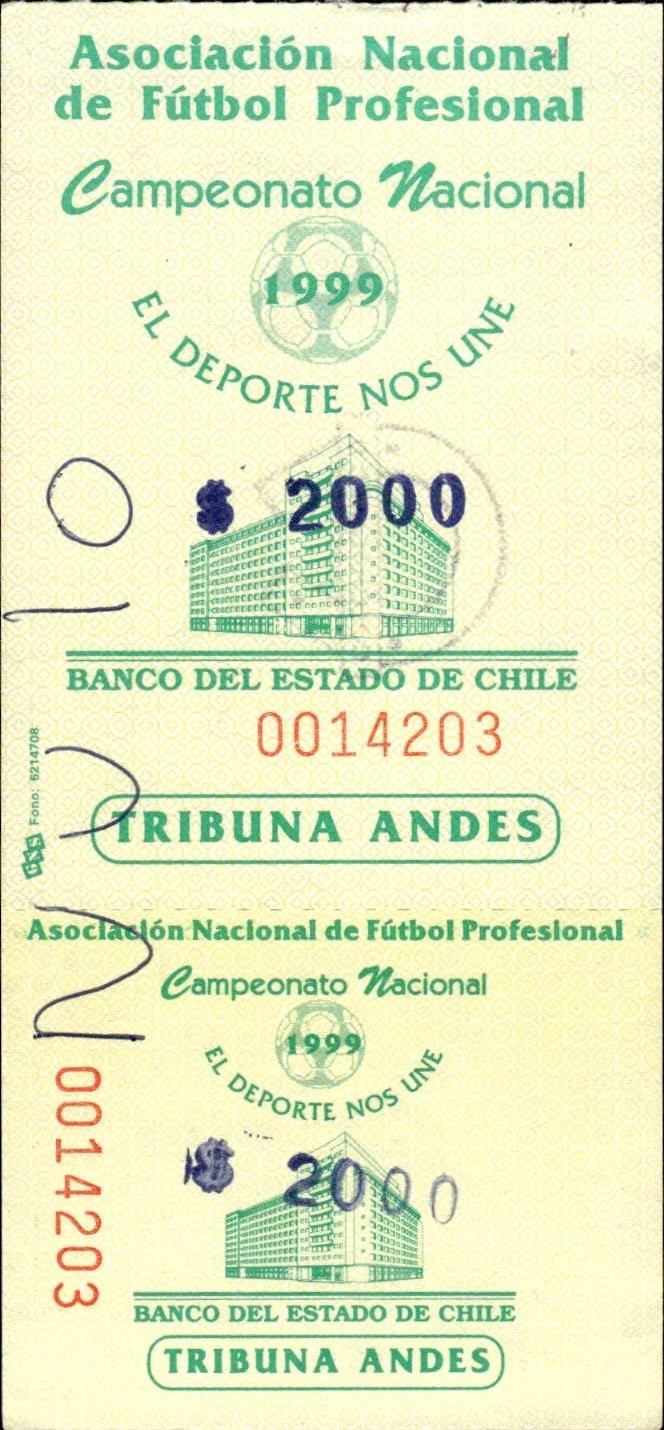 Asociación Nacional
de Fútbol Profesional
Campeonato Nacional
1999
EL DEPORTE NOS UNE
$ 2000
BANCO DEL ESTADO DE CHILE
0014203
Fono: 6214708
TRIBUNA ANDES
Asociación Nacional de Fútbol Profesional
Campeonato Nacional
1999
EL DEPORTE NOS UNE
$ 2000
0014203
BANCO DEL ESTADO DE CHILE
TRIBUNA ANDES